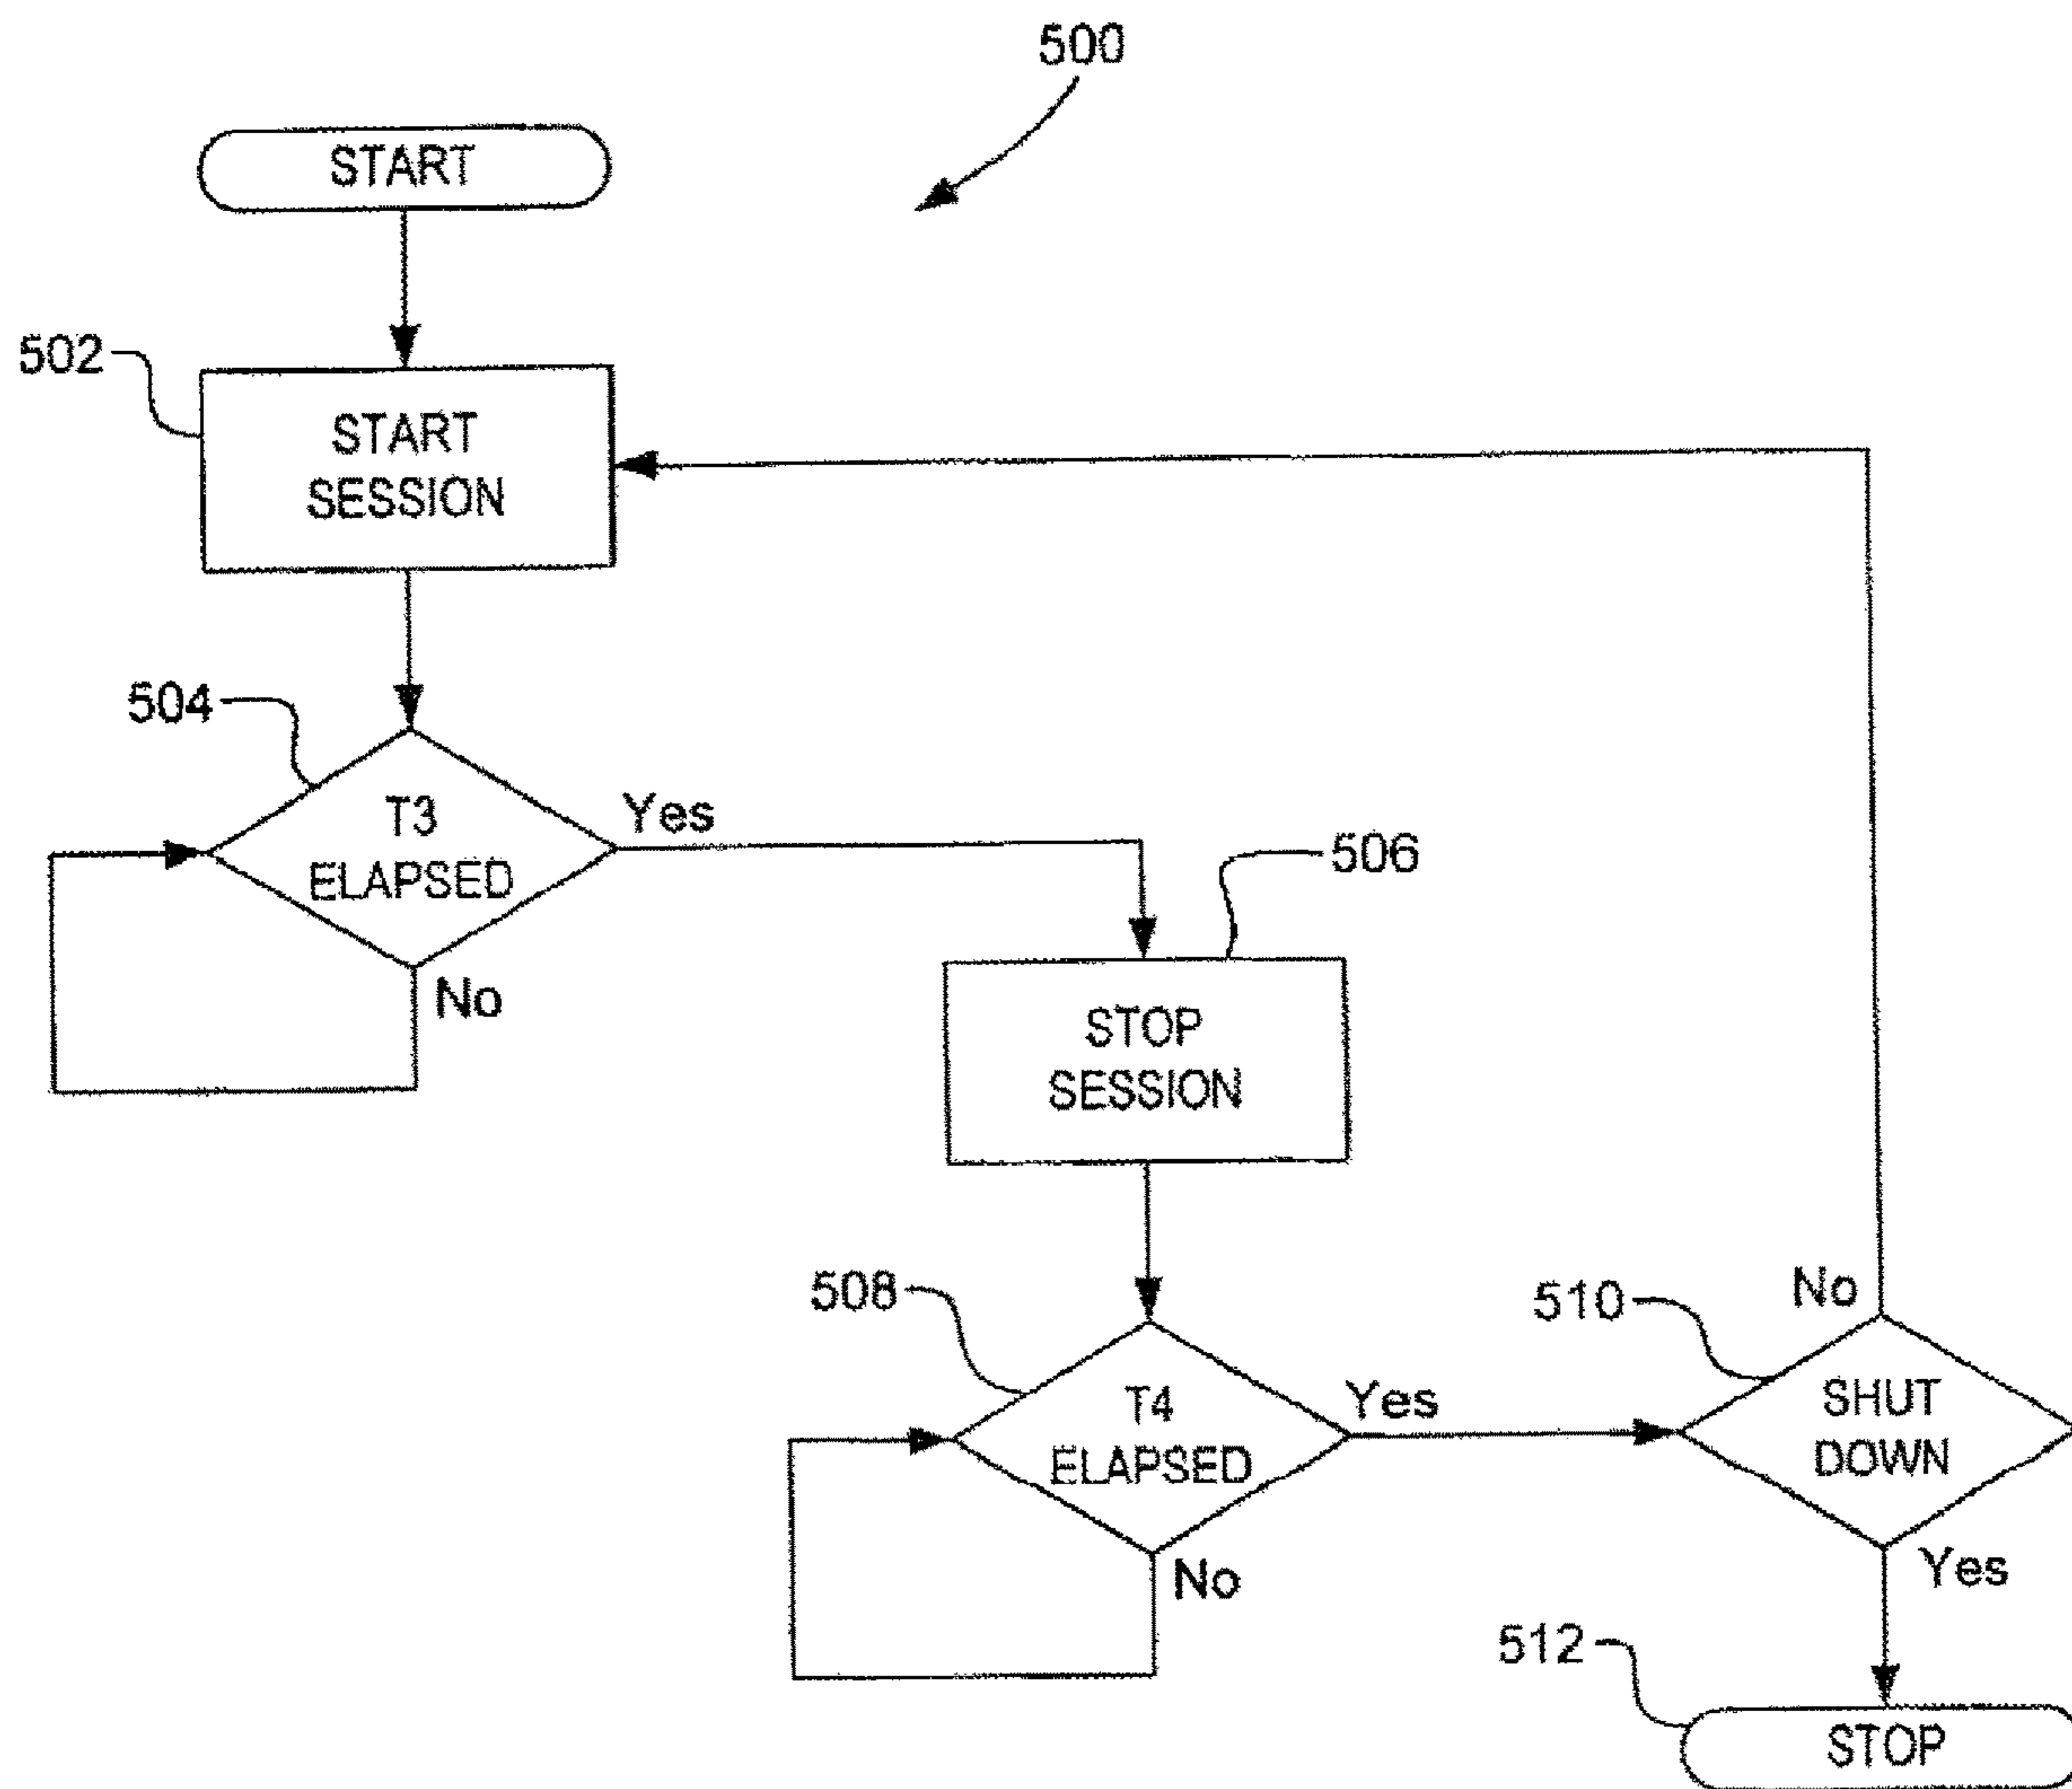 500
START
502
START
SESSION
504
T3
ELAPSED
Yes
No
506
STOP
SESSION
508
T4
ELAPSED
Yes
No
510
No
SHUT
DOWN
Yes
512
STOP